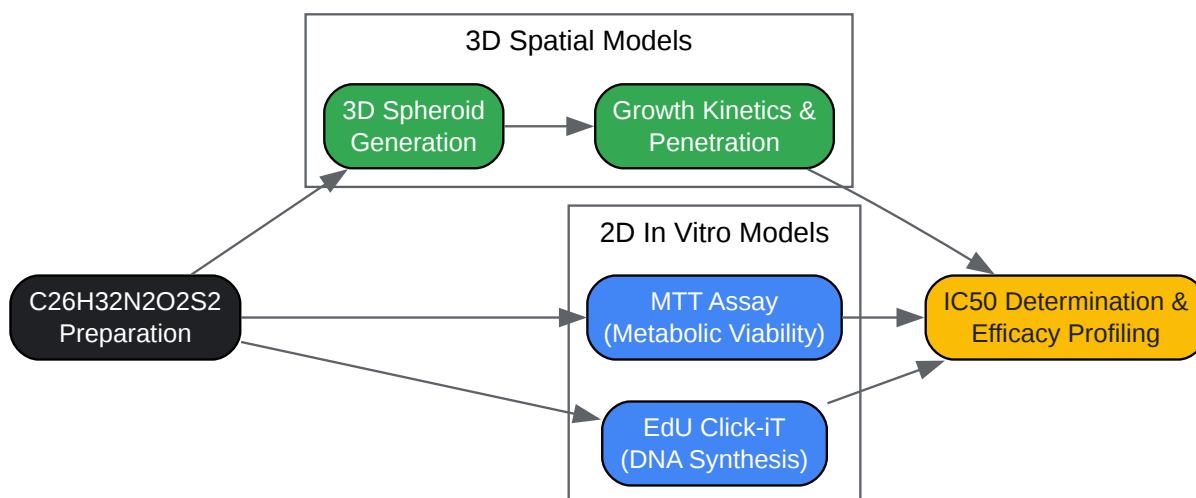 3D Spatial Models
3D Spheroid
Generation
Growth Kinetics &
Penetration
2D In Vitro Models
C26H32N2O2S2
Preparation
MTT Assay
(Metabolic Viability)
IC50 Determination &
Efficacy Profiling
EdU Click-iT
(DNA Synthesis)